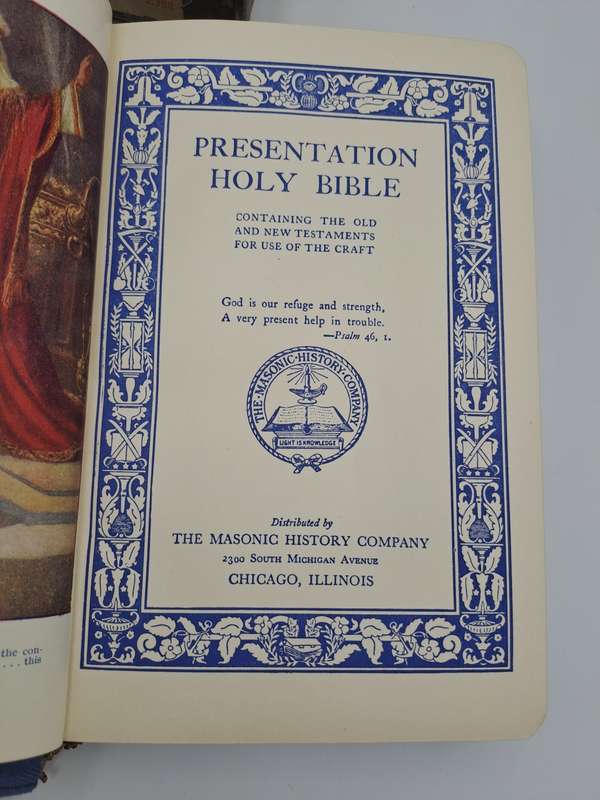 PRESENTATION
HOLY BIBLE
CONTAINING THE OLD
AND NEW TESTAMENTS
FOR USE OF THE CRAFT
God is our refuge and strength,
A very present help in trouble.
—Psalm 46, 1.
THE · MASONIC · HISTORY · COMPANY ·
LIGHT IS KNOWLEDGE
Distributed by
THE MASONIC HISTORY COMPANY
2300 SOUTH MICHIGAN AVENUE
CHICAGO, ILLINOIS
the con-
... this